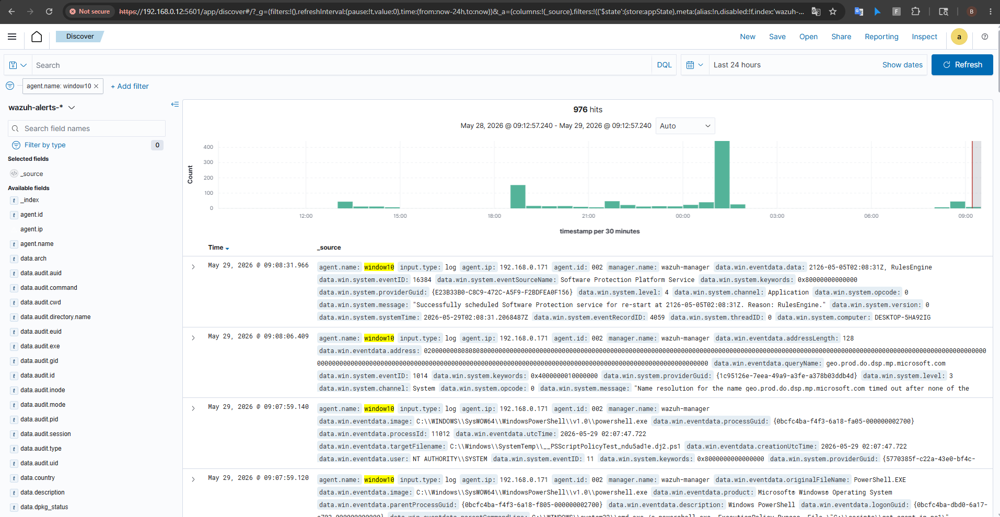 Not secure https://192.168.0.12:5601/app/discover#/?_g=(filters:!(),refreshInterval:(pause:!t,value:0),time:(from:now-24h,to:now))&_a=(columns:!(_source),filters:!(('$state':(store:appState),meta:(alias:!n,disabled:!f,index:'wazuh-... F B
Discover New Save Open Share Reporting Inspect a
Search DQL Last 24 hours Show dates Refresh
agent.name: window10 × + Add filter
wazuh-alerts-*
Search field names
Filter by type 0
Selected fields
_source
Available fields
t _index
t agent.id
agent.ip
t agent.name
t data.arch
t data.audit.auid
t data.audit.command
t data.audit.cwd
t data.audit.directory.name
t data.audit.euid
t data.audit.exe
t data.audit.gid
t data.audit.id
t data.audit.inode
t data.audit.mode
t data.audit.pid
t data.audit.session
t data.audit.type
t data.audit.uid
t data.country
t data.description
t data.dpkg_status
976 hits
May 28, 2026 @ 09:12:57.240 - May 29, 2026 @ 09:12:57.240 Auto
Count
400
300
200
100
0
12:00 15:00 18:00 21:00 00:00 03:00 06:00 09:00
timestamp per 30 minutes
Time _source
May 29, 2026 @ 09:08:31.966 agent.name: window10 input.type: log agent.ip: 192.168.0.171 agent.id: 002 manager.name: wazuh-manager data.win.eventdata.data: 2126-05-05T02:08:31Z, RulesEngine
data.win.system.eventID: 16384 data.win.system.eventSourceName: Software Protection Platform Service data.win.system.keywords: 0x80000000000000
data.win.system.providerGuid: {E23B33B0-C8C9-472C-A5F9-F2BDFEA0F156} data.win.system.level: 4 data.win.system.channel: Application data.win.system.opcode: 0
data.win.system.message: "Successfully scheduled Software Protection service for re-start at 2126-05-05T02:08:31Z. Reason: RulesEngine." data.win.system.version: 0
data.win.system.systemTime: 2026-05-29T02:08:31.2068487Z data.win.system.eventRecordID: 4059 data.win.system.threadID: 0 data.win.system.computer: DESKTOP-5HA92IG
May 29, 2026 @ 09:08:06.409 agent.name: window10 input.type: log agent.ip: 192.168.0.171 agent.id: 002 manager.name: wazuh-manager data.win.eventdata.addressLength: 128
data.win.eventdata.address:
data.win.eventdata.queryName: geo.prod.do.dsp.mp.microsoft.com
data.win.system.eventID: 1014 data.win.system.keywords: 0x4000000010000000 data.win.system.providerGuid: {1c95126e-7eea-49a9-a3fe-a378b03ddb4d} data.win.system.level: 3
data.win.system.channel: System data.win.system.opcode: 0 data.win.system.message: "Name resolution for the name geo.prod.do.dsp.mp.microsoft.com timed out after none of the
May 29, 2026 @ 09:07:59.140 agent.name: window10 input.type: log agent.ip: 192.168.0.171 agent.id: 002 manager.name: wazuh-manager
data.win.eventdata.image: C:\\WINDOWS\\SysWOW64\\WindowsPowerShell\\v1.0\\powershell.exe data.win.eventdata.processGuid: {0bcfc4ba-f4f3-6a18-fa05-000000002700}
data.win.eventdata.processId: 11012 data.win.eventdata.utcTime: 2026-05-29 02:07:47.722
data.win.eventdata.targetFilename: C:\\Windows\\SystemTemp\\__PSScriptPolicyTest_ndu5ad1e.dj2.ps1 data.win.eventdata.creationUtcTime: 2026-05-29 02:07:47.722
data.win.eventdata.user: NT AUTHORITY\\SYSTEM data.win.system.eventID: 11 data.win.system.keywords: 0x8000000000000000 data.win.system.providerGuid: {5770385f-c22a-43e0-bf4c-
May 29, 2026 @ 09:07:59.120 agent.name: window10 input.type: log agent.ip: 192.168.0.171 agent.id: 002 manager.name: wazuh-manager data.win.eventdata.originalFileName: PowerShell.EXE
data.win.eventdata.image: C:\\Windows\\SysWOW64\\WindowsPowerShell\\v1.0\\powershell.exe data.win.eventdata.product: Microsoft® Windows® Operating System
data.win.eventdata.parentProcessGuid: {0bcfc4ba-f4f3-6a18-f805-000000002700} data.win.eventdata.description: Windows PowerShell data.win.eventdata.logonGuid: {0bcfc4ba-dbd0-6a17-